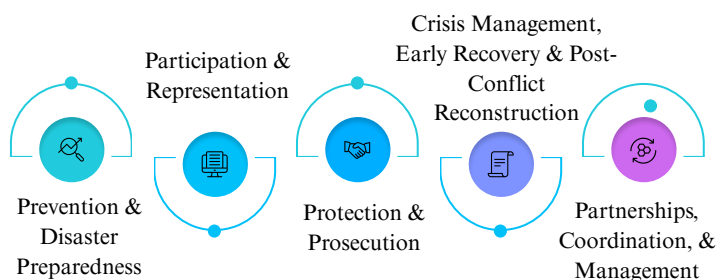 Prevention &
Disaster
Preparedness
Participation &
Representation
Protection &
Prosecution
Crisis Management,
Early Recovery & Post-
Conflict
Reconstruction
Partnerships,
Coordination, &
Management